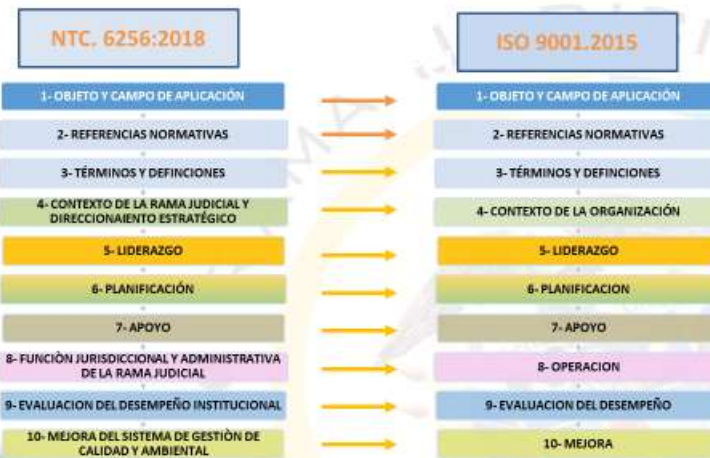 NTC. 6256:2018
ISO 9001.2015
1- OBJETO Y CAMPO DE APLICACIÓN
1- OBJETO Y CAMPO DE APLICACIÓN
2- REFERENCIAS NORMATIVAS
2- REFERENCIAS NORMATIVAS
3- TÉRMINOS Y DEFINCIONES
3- TÉRMINOS Y DEFINCIONES
4- CONTEXTO DE LA RAMA JUDICIAL Y
DIRECCIONAIENTO ESTRATÉGICO
4- CONTEXTO DE LA ORGANIZACIÓN
5- LIDERAZGO
5- LIDERAZGO
6- PLANIFICACIÓN
6- PLANIFICACION
7- APOYO
7- APOYO
8- FUNCIÒN JURISDICCIONAL Y ADMINISTRATIVA
DE LA RAMA JUDICIAL
8- OPERACION
9- EVALUACION DEL DESEMPEÑO INSTITUCIONAL
9- EVALUACION DEL DESEMPEÑO
10- MEJORA DEL SISTEMA DE GESTIÒN DE
CALIDAD Y AMBIENTAL
10- MEJORA